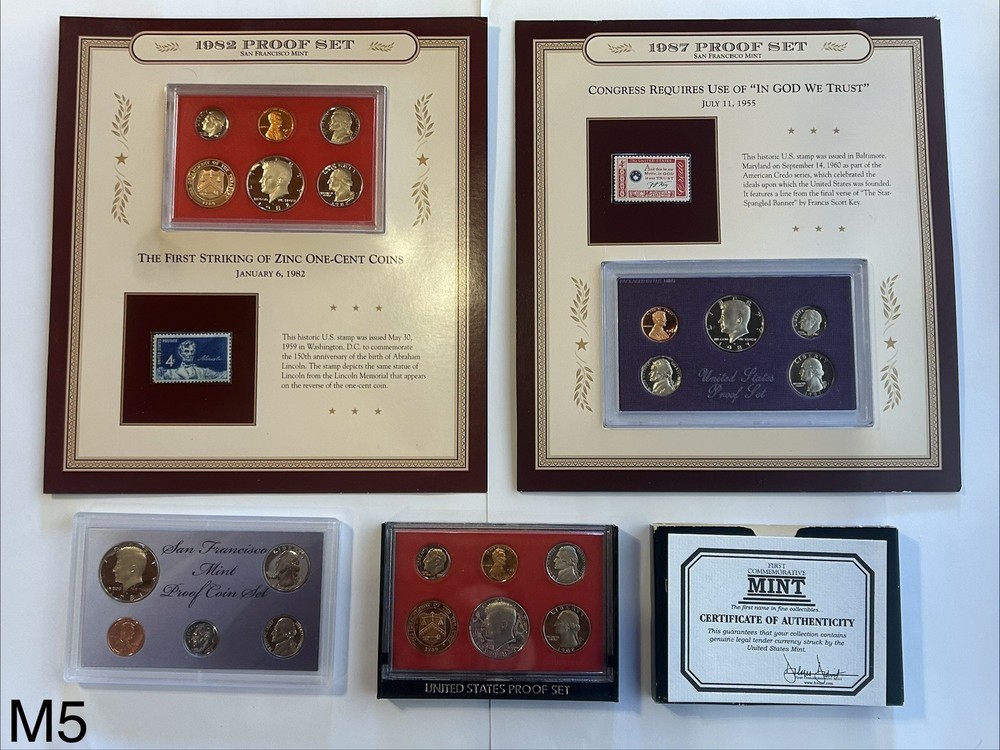 1982 PROOF SET
SAN FRANCISCO MINT
THE FIRST STRIKING OF ZINC ONE-CENT COINS
JANUARY 6, 1982
4¢
This historic U.S. stamp was issued May 30,
1959 in Washington, D.C. to commemorate
the 150th anniversary of the birth of Abraham
Lincoln. The stamp depicts the same statue of
Lincoln from the Lincoln Memorial that appears
on the reverse of the one-cent coin.
1987 PROOF SET
SAN FRANCISCO MINT
CONGRESS REQUIRES USE OF "IN GOD WE TRUST"
JULY 11, 1955
This historic U.S. stamp was issued in Baltimore,
Maryland on September 14, 1960 as part of the
American Credo series, which celebrated the
ideals upon which the United States was founded.
It features a line from the final verse of "The Star-
Spangled Banner" by Francis Scott Key.
United States
Proof Set
San Francisco
Mint
Proof Coin Set
LIBERTY
UNITED STATES PROOF SET
FIRST
COMMEMORATIVE
MINT
The first name in fine collectibles...
CERTIFICATE OF AUTHENTICITY
This guarantees that your collection contains
genuine legal tender currency struck by the
United States Mint.
First Commemorative Mint
M5